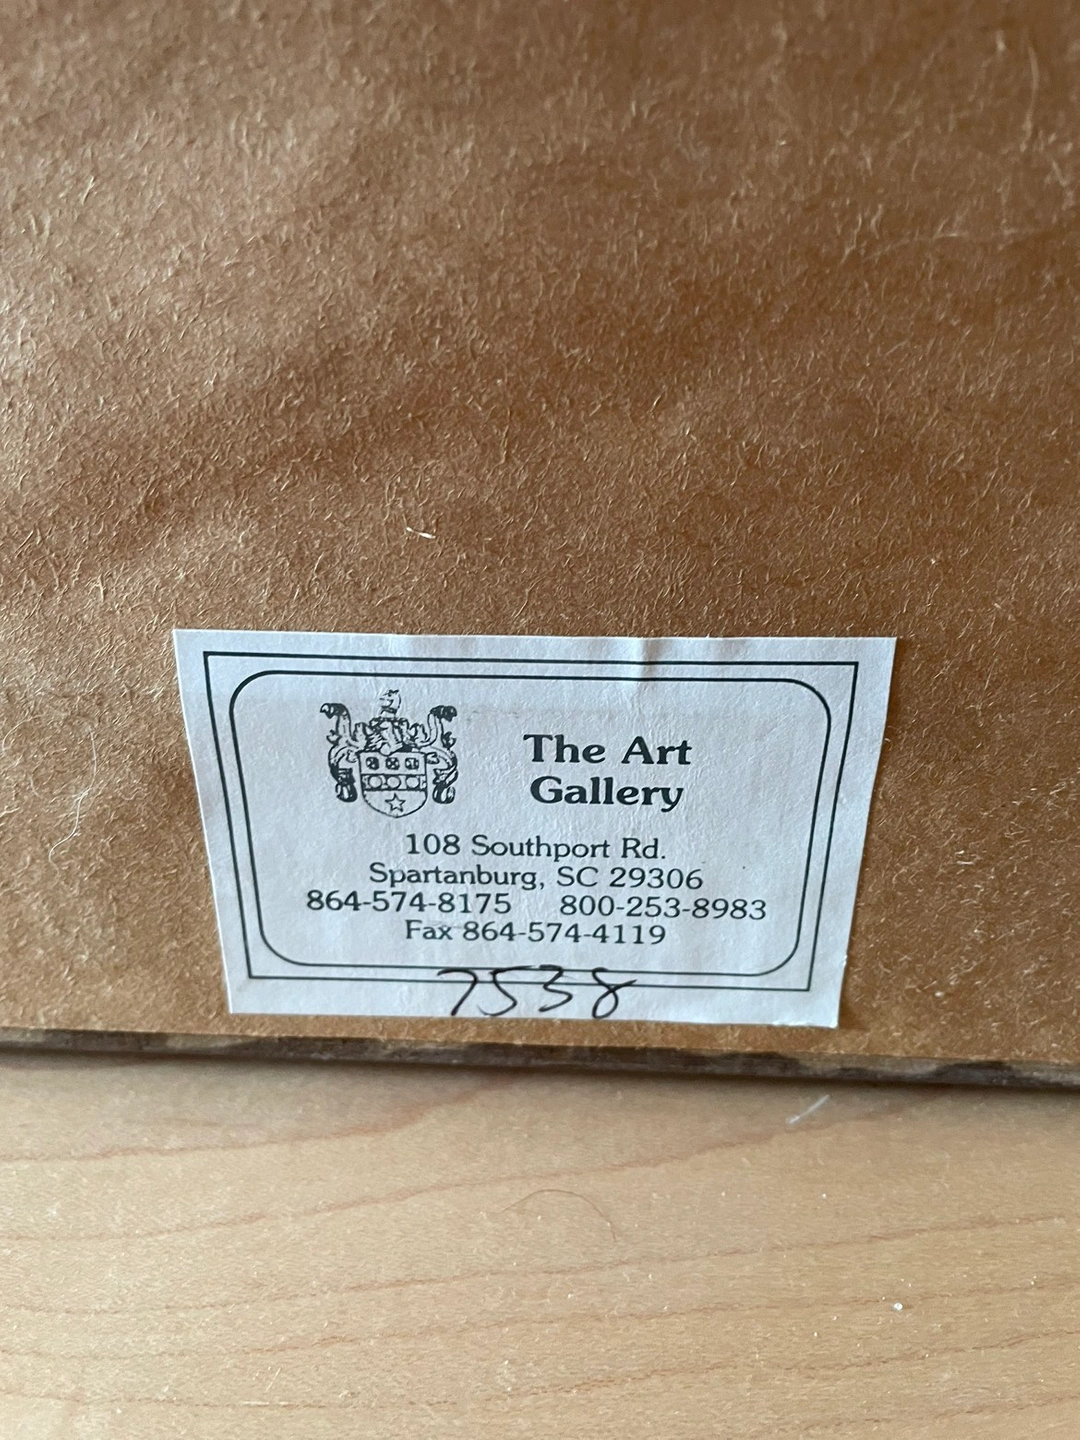 The Art
Gallery
108 Southport Rd.
Spartanburg, SC 29306
864-574-8175 800-253-8983
Fax 864-574-4119
7538